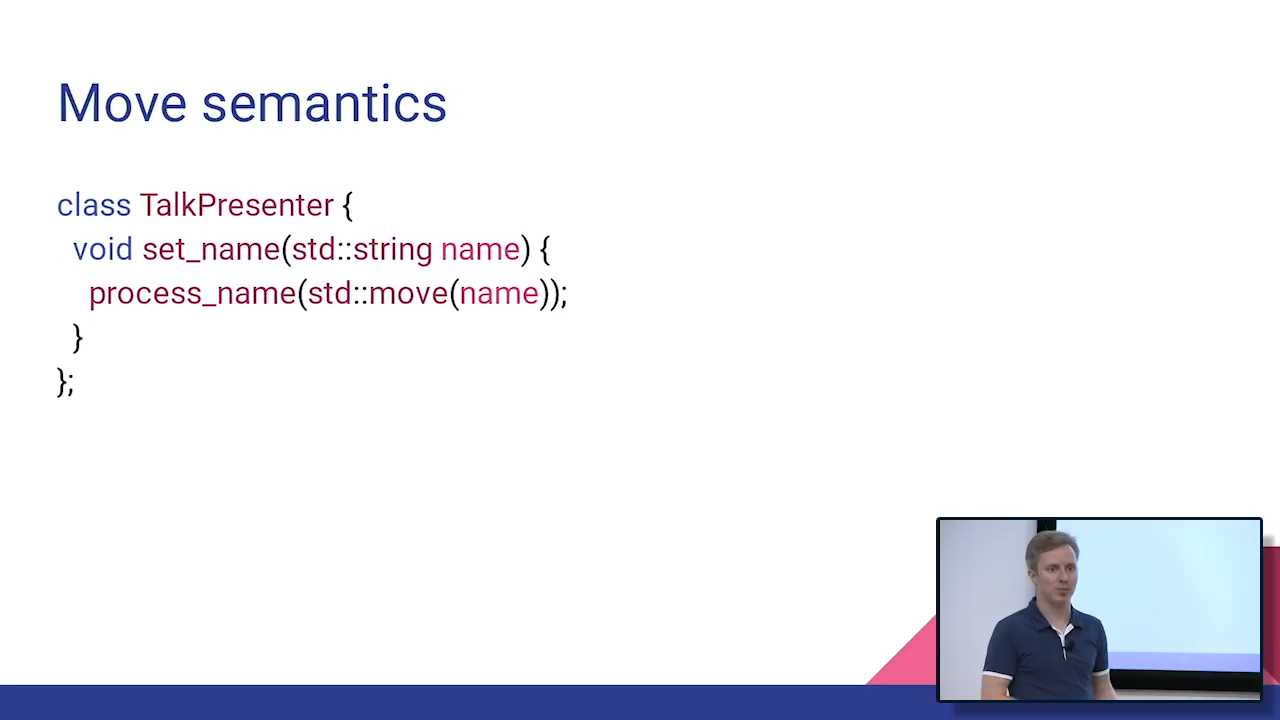 Move semantics
class TalkPresenter {
void set_name(std::string name) {
process_name(std::move(name));
}
};